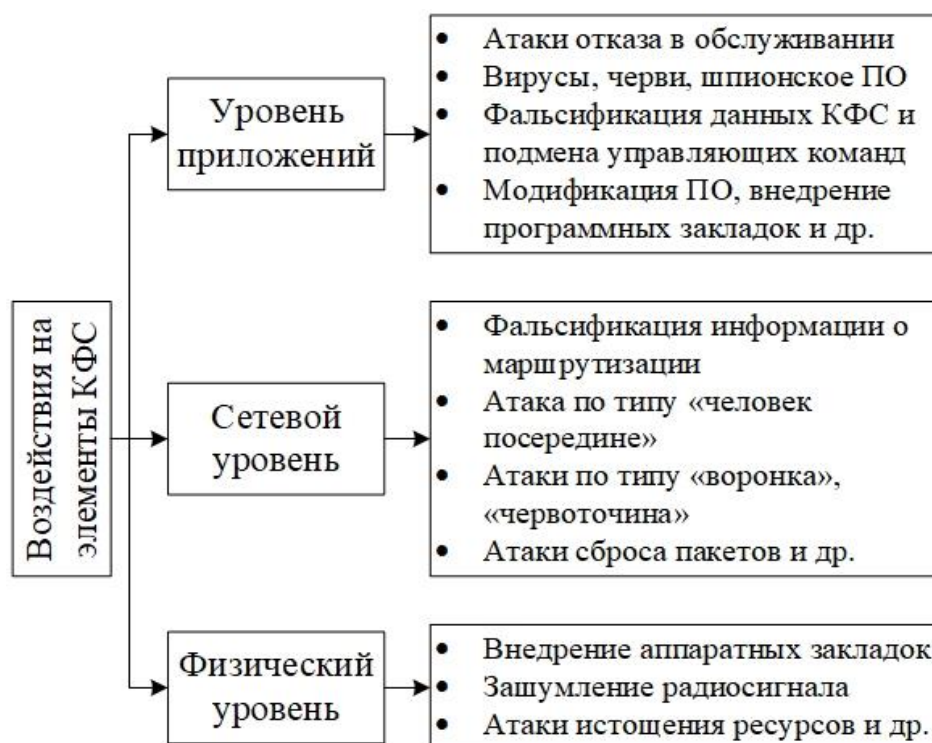 Воздействия на
элементы КФС
Уровень
приложений
• Атаки отказа в обслуживании
• Вирусы, черви, шпионское ПО
• Фальсификация данных КФС и
подмена управляющих команд
• Модификация ПО, внедрение
программных закладок и др.
Сетевой
уровень
• Фальсификация информации о
маршрутизации
• Атака по типу «человек
посередине»
• Атаки по типу «воронка»,
«червоточина»
• Атаки сброса пакетов и др.
Физический
уровень
• Внедрение аппаратных закладок
• Зашумление радиосигнала
• Атаки истощения ресурсов и др.